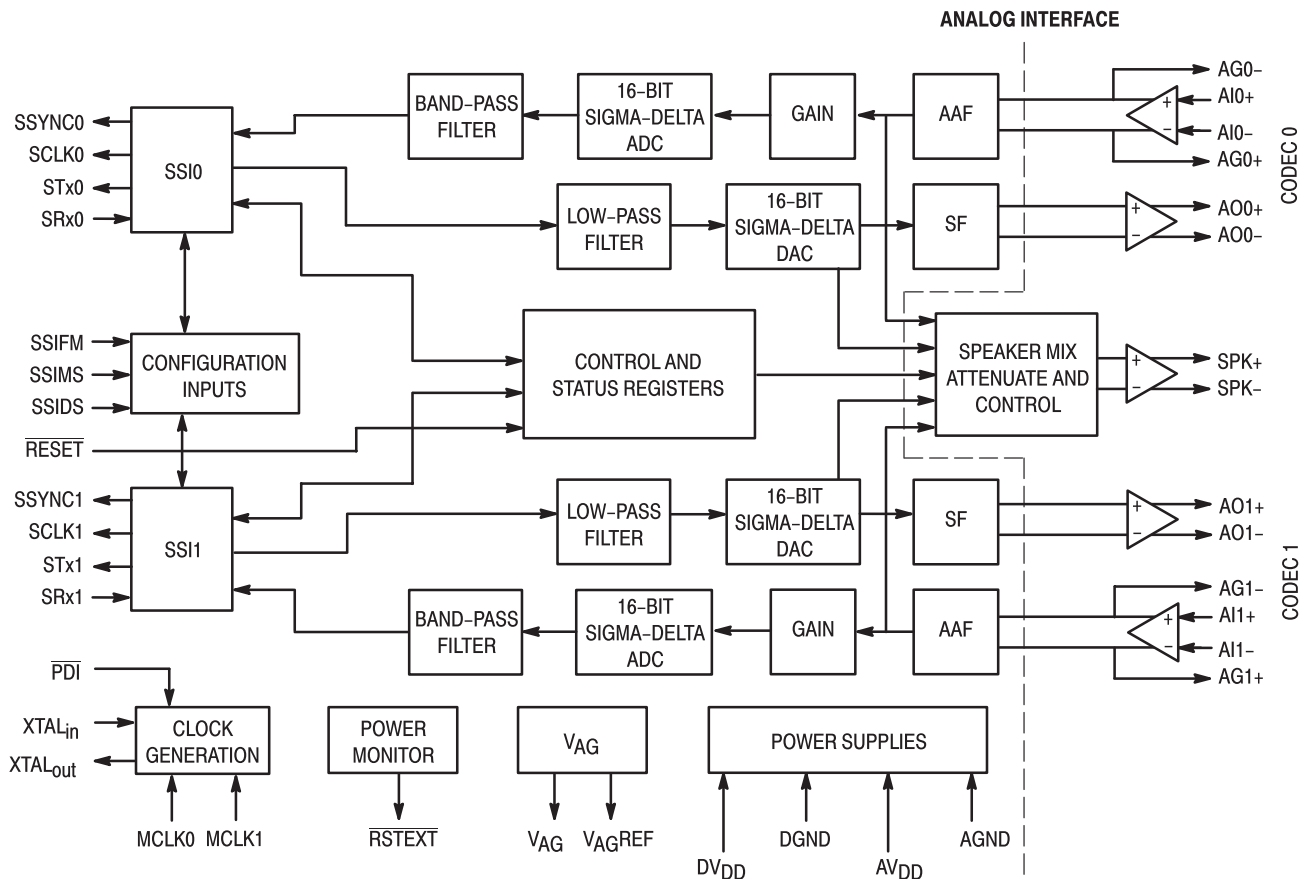 ANALOG INTERFACE
SSYNC0
SCLK0
STx0
SRx0
SSI0
BAND–PASS
FILTER
16–BIT
SIGMA–DELTA
ADC
GAIN
AAF
+
−
AG0–
AI0+
AI0–
AG0+
CODEC 0
LOW–PASS
FILTER
16–BIT
SIGMA–DELTA
DAC
SF
+
−
AO0+
AO0–
SSIFM
SSIMS
SSIDS
RESET
CONFIGURATION
INPUTS
CONTROL AND
STATUS REGISTERS
SPEAKER MIX
ATTENUATE AND
CONTROL
+
−
SPK+
SPK–
SSYNC1
SCLK1
STx1
SRx1
SSI1
LOW–PASS
FILTER
16–BIT
SIGMA–DELTA
DAC
SF
+
−
AO1+
AO1–
BAND–PASS
FILTER
16–BIT
SIGMA–DELTA
ADC
GAIN
AAF
+
−
AG1–
AI1+
AI1–
AG1+
CODEC 1
PDI
XTALin
XTALout
CLOCK
GENERATION
MCLK0
MCLK1
POWER
MONITOR
RSTEXT
VAG
VAG
VAGREF
POWER SUPPLIES
DVDD
DGND
AVDD
AGND